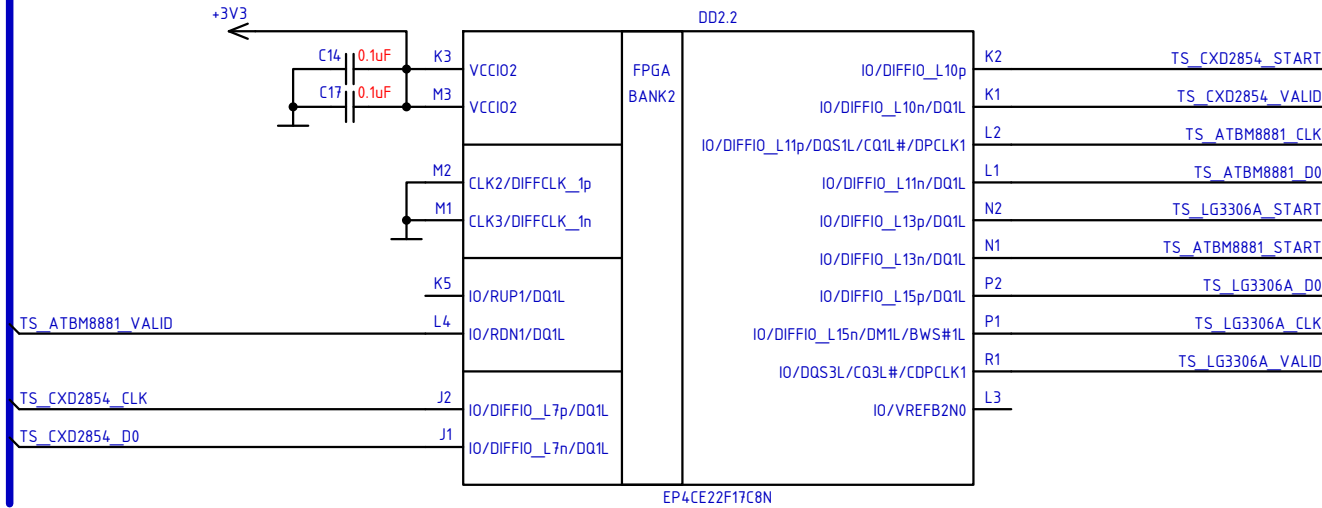 +3V3
DD2.2
C14 0.1uF
C17 0.1uF
K3 VCCIO2
M3 VCCIO2
M2 CLK2/DIFFCLK_1p
M1 CLK3/DIFFCLK_1n
K5 IO/RUP1/DQ1L
TS_ATBM8881_VALID L4 IO/RDN1/DQ1L
TS_CXD2854_CLK J2 IO/DIFFIO_L7p/DQ1L
TS_CXD2854_D0 J1 IO/DIFFIO_L7n/DQ1L
FPGA
BANK2
IO/DIFFIO_L10p K2 TS_CXD2854_START
IO/DIFFIO_L10n/DQ1L K1 TS_CXD2854_VALID
IO/DIFFIO_L11p/DQS1L/CQ1L#/DPCLK1 L2 TS_ATBM8881_CLK
IO/DIFFIO_L11n/DQ1L L1 TS_ATBM8881_D0
IO/DIFFIO_L13p/DQ1L N2 TS_LG3306A_START
IO/DIFFIO_L13n/DQ1L N1 TS_ATBM8881_START
IO/DIFFIO_L15p/DQ1L P2 TS_LG3306A_D0
IO/DIFFIO_L15n/DM1L/BWS#1L P1 TS_LG3306A_CLK
IO/DQS3L/CQ3L#/CDPCLK1 R1 TS_LG3306A_VALID
IO/VREFB2N0 L3
EP4CE22F17C8N